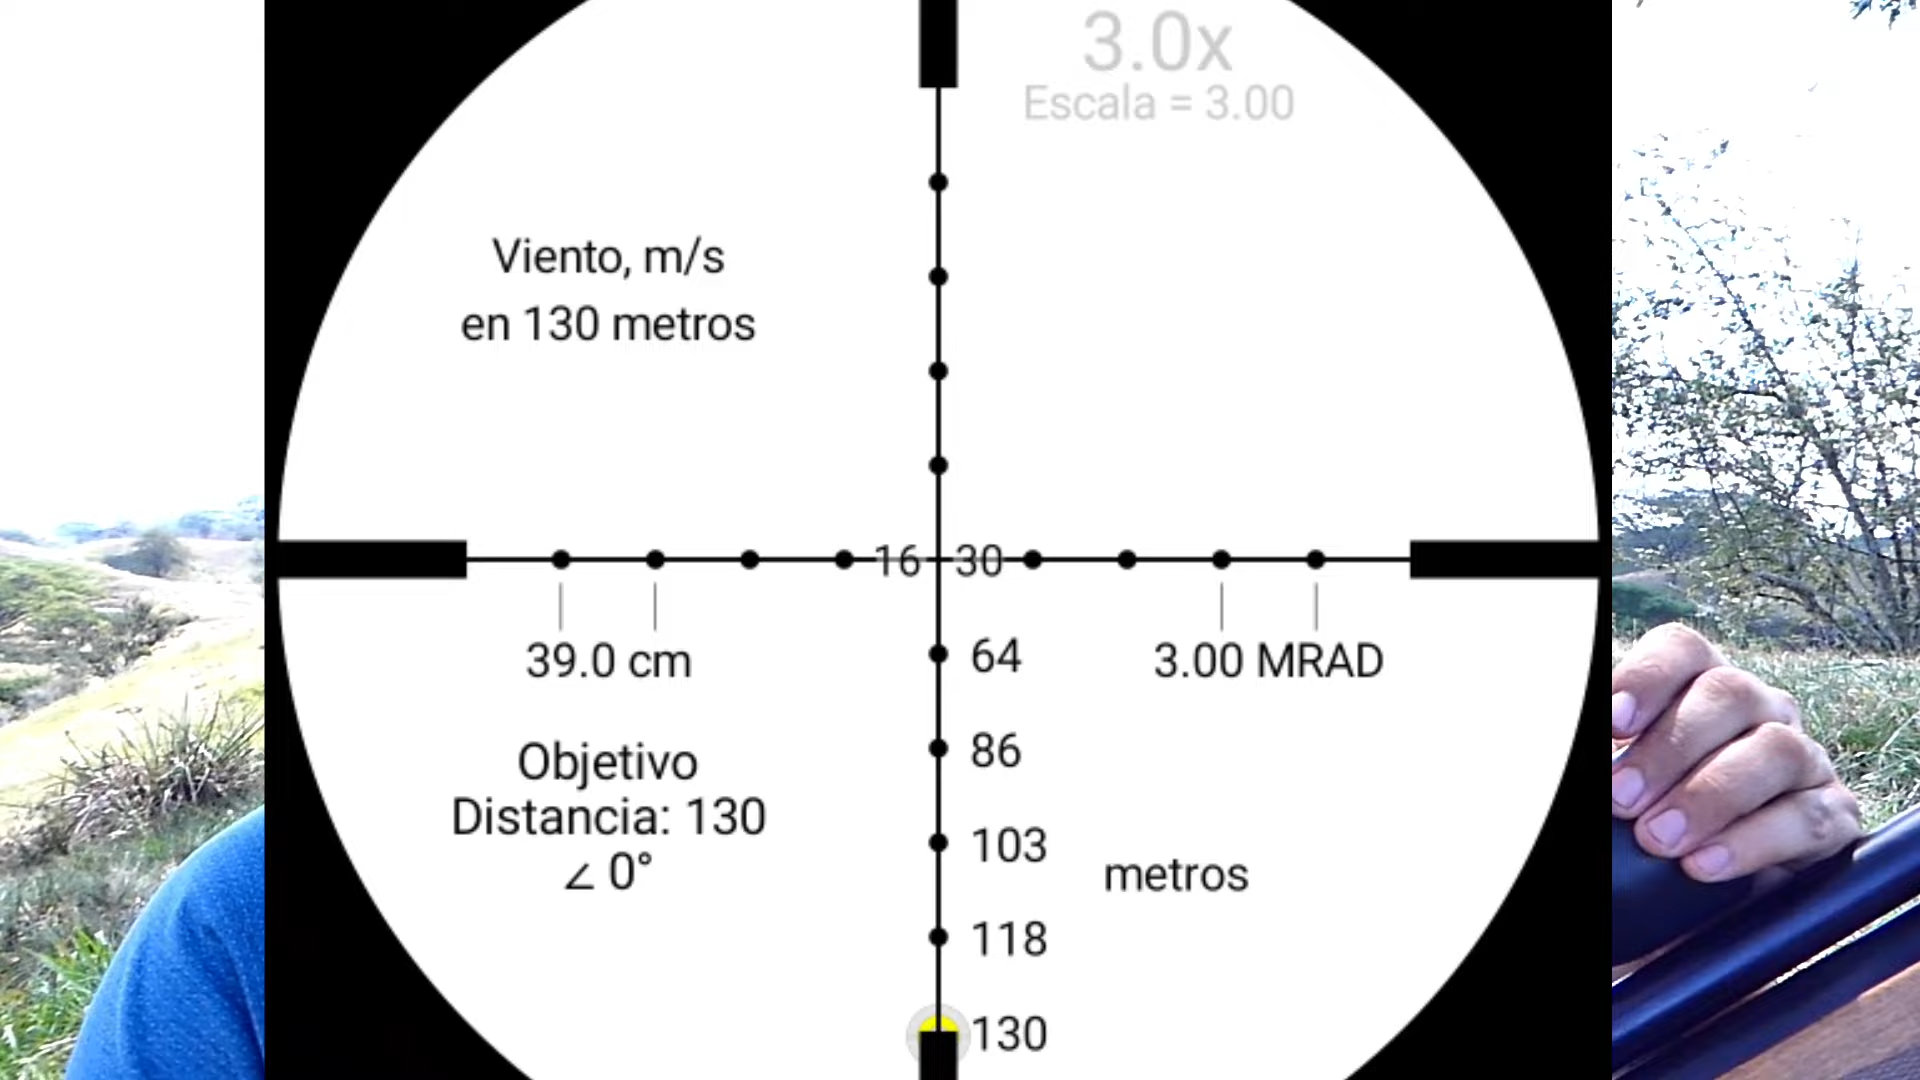 3.0x
Escala = 3.00
Viento, m/s
en 130 metros
16 30
39.0 cm
64
3.00 MRAD
86
Objetivo
Distancia: 130
∠ 0°
103
metros
118
130